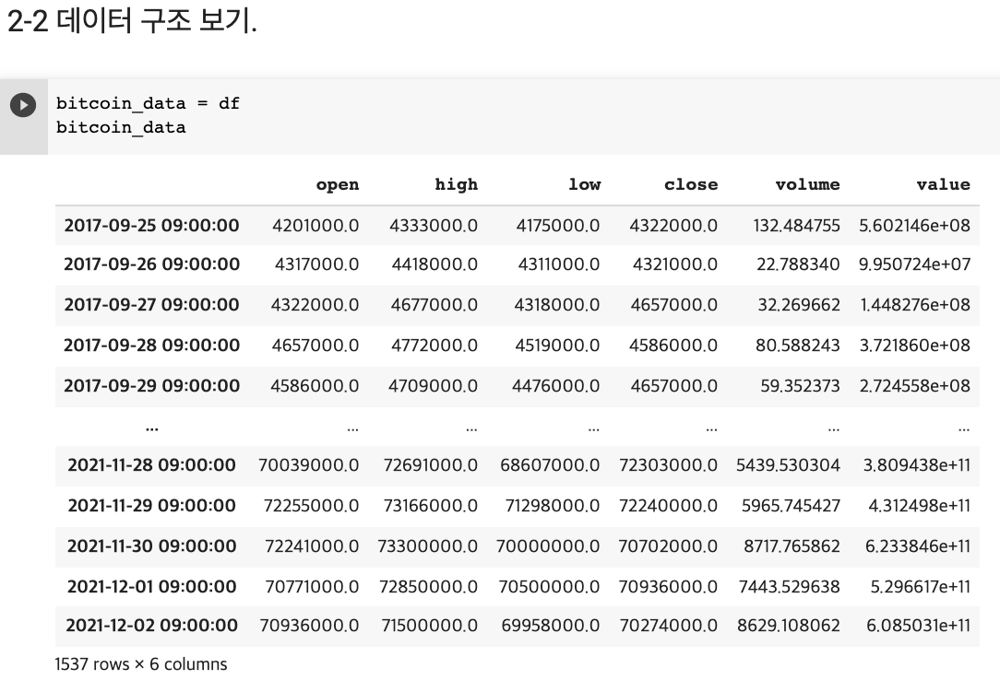 2-2 데이터 구조 보기.
bitcoin_data = df
bitcoin_data
open high low close volume value
2017-09-25 09:00:00 4201000.0 4333000.0 4175000.0 4322000.0 132.484755 5.602146e+08
2017-09-26 09:00:00 4317000.0 4418000.0 4311000.0 4321000.0 22.788340 9.950724e+07
2017-09-27 09:00:00 4322000.0 4677000.0 4318000.0 4657000.0 32.269662 1.448276e+08
2017-09-28 09:00:00 4657000.0 4772000.0 4519000.0 4586000.0 80.588243 3.721860e+08
2017-09-29 09:00:00 4586000.0 4709000.0 4476000.0 4657000.0 59.352373 2.724558e+08
... ... ... ... ... ... ...
2021-11-28 09:00:00 70039000.0 72691000.0 68607000.0 72303000.0 5439.530304 3.809438e+11
2021-11-29 09:00:00 72255000.0 73166000.0 71298000.0 72240000.0 5965.745427 4.312498e+11
2021-11-30 09:00:00 72241000.0 73300000.0 70000000.0 70702000.0 8717.765862 6.233846e+11
2021-12-01 09:00:00 70771000.0 72850000.0 70500000.0 70936000.0 7443.529638 5.296617e+11
2021-12-02 09:00:00 70936000.0 71500000.0 69958000.0 70274000.0 8629.108062 6.085031e+11
1537 rows × 6 columns